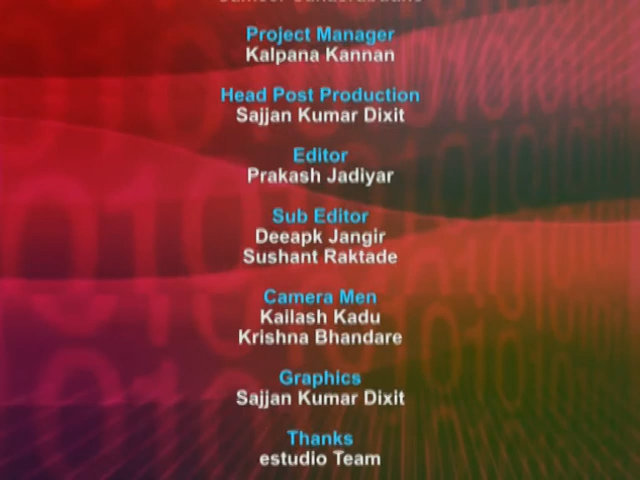 Project Manager
Kalpana Kannan
Head Post Production
Sajjan Kumar Dixit
Editor
Prakash Jadiyar
Sub Editor
Deeapk Jangir
Sushant Raktade
Camera Men
Kailash Kadu
Krishna Bhandare
Graphics
Sajjan Kumar Dixit
Thanks
estudio Team